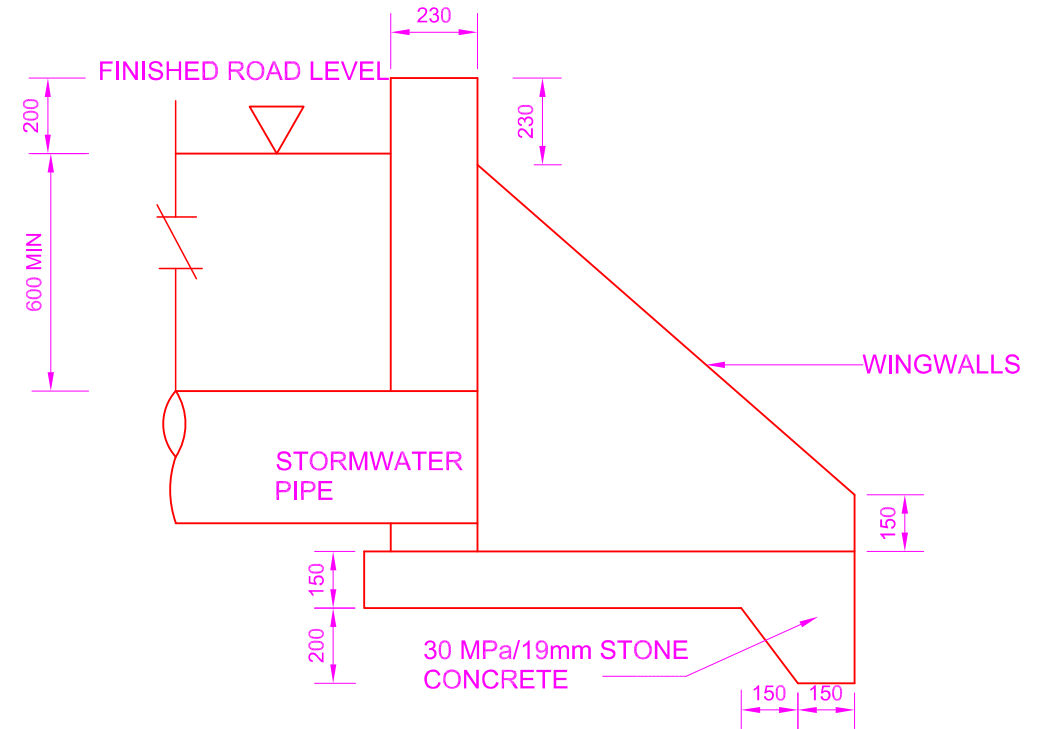 230
FINISHED ROAD LEVEL
200
230
600 MIN
WINGWALLS
STORMWATER
PIPE
150
150
200
30 MPa/19mm STONE
CONCRETE
150
150